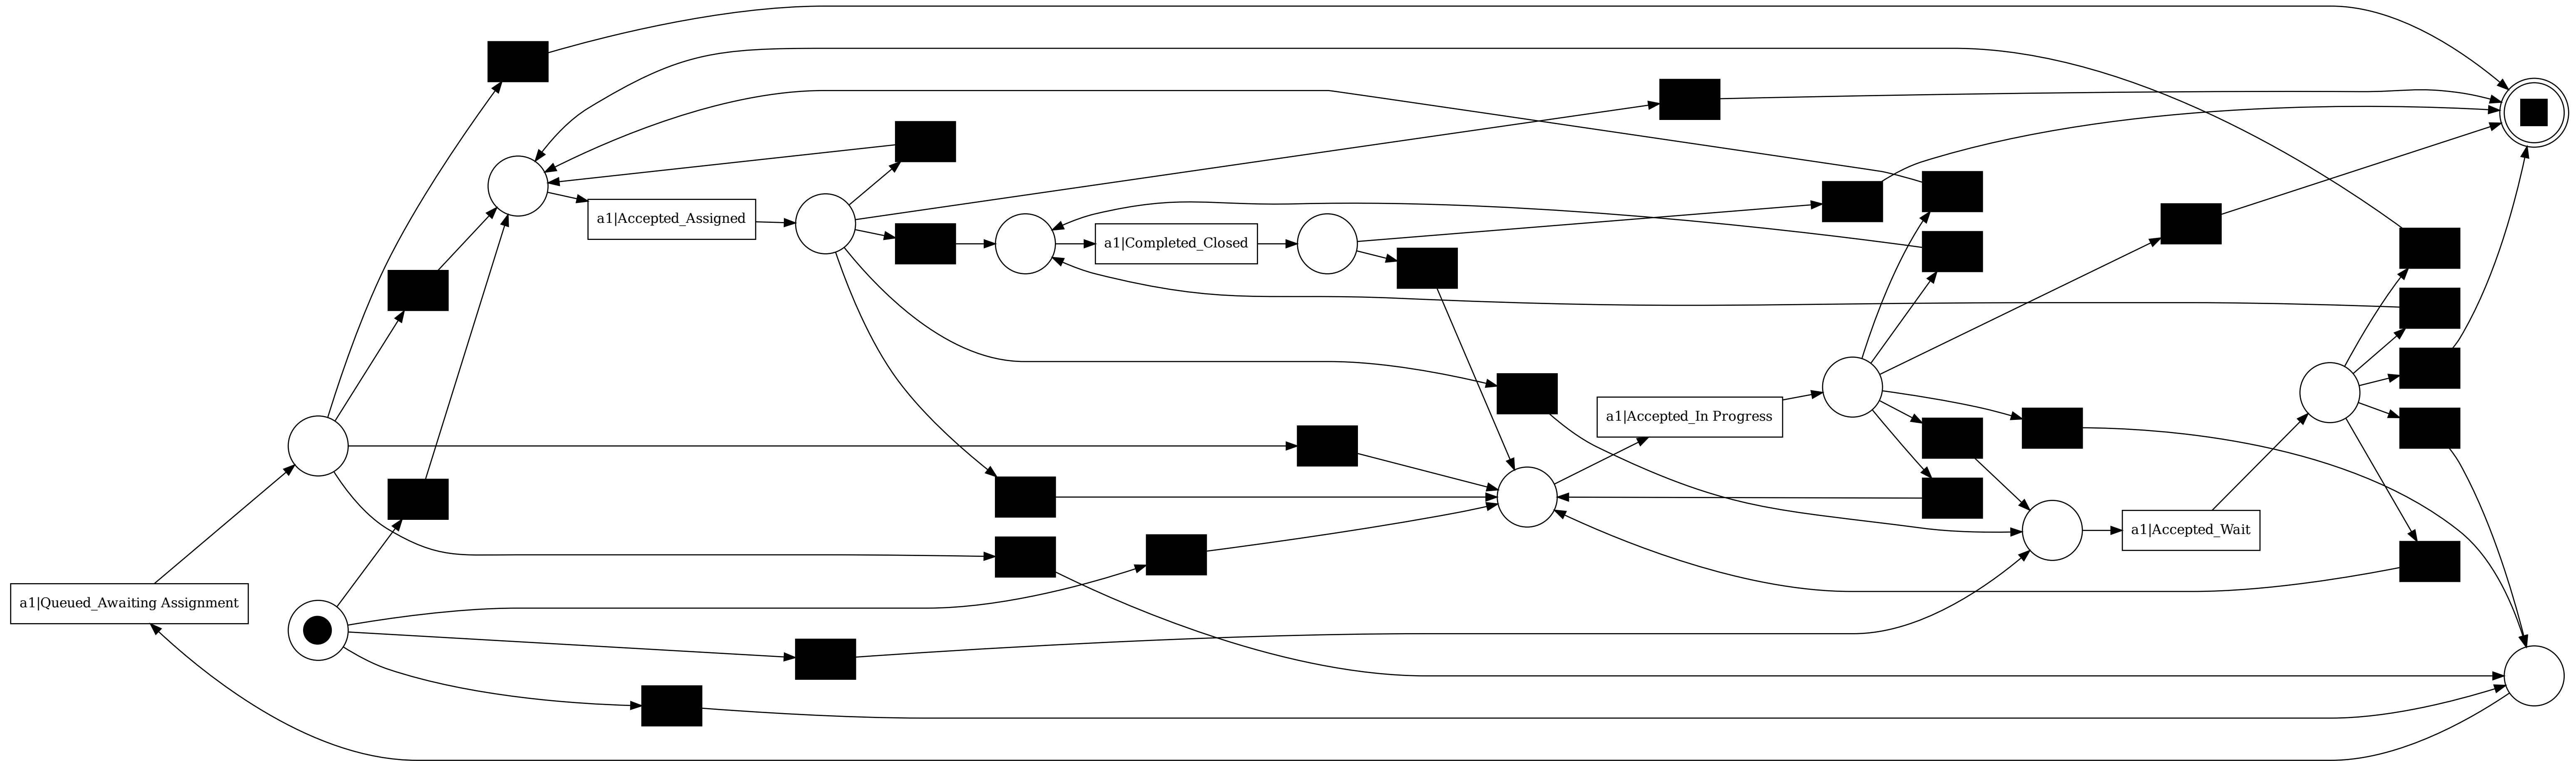 a1|Accepted_Assigned
a1|Completed_Closed
a1|Accepted_In Progress
a1|Accepted_Wait
a1|Queued_Awaiting Assignment